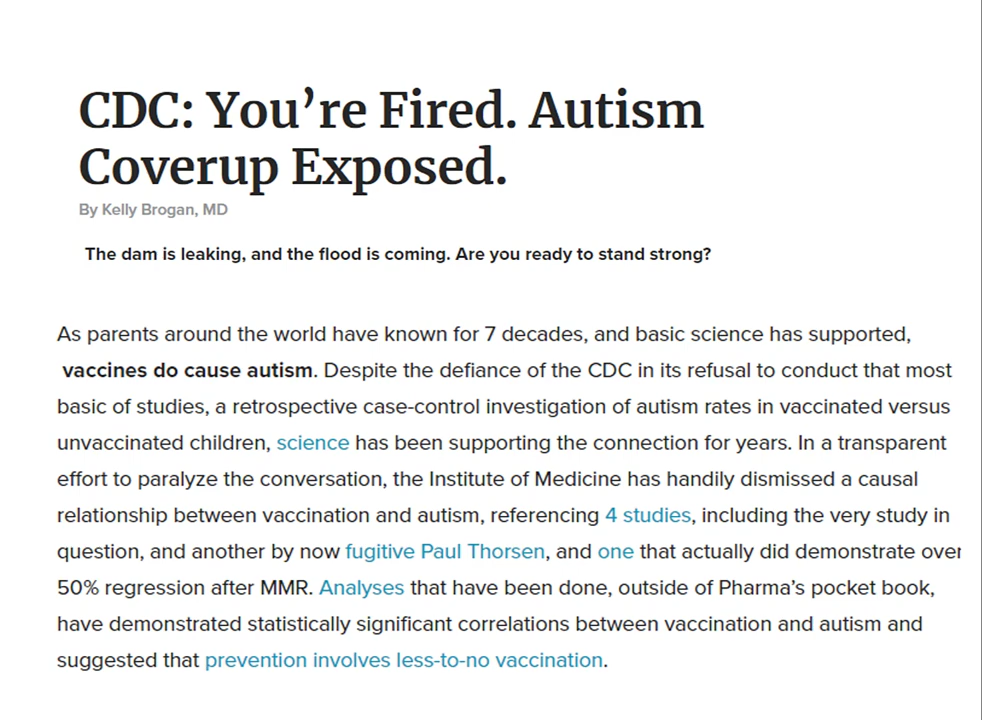 CDC: You’re Fired. Autism
Coverup Exposed.
By Kelly Brogan, MD
The dam is leaking, and the flood is coming. Are you ready to stand strong?
As parents around the world have known for 7 decades, and basic science has supported,
vaccines do cause autism. Despite the defiance of the CDC in its refusal to conduct that most
basic of studies, a retrospective case-control investigation of autism rates in vaccinated versus
unvaccinated children, science has been supporting the connection for years. In a transparent
effort to paralyze the conversation, the Institute of Medicine has handily dismissed a causal
relationship between vaccination and autism, referencing 4 studies, including the very study in
question, and another by now fugitive Paul Thorsen, and one that actually did demonstrate over
50% regression after MMR. Analyses that have been done, outside of Pharma’s pocket book,
have demonstrated statistically significant correlations between vaccination and autism and
suggested that prevention involves less-to-no vaccination.